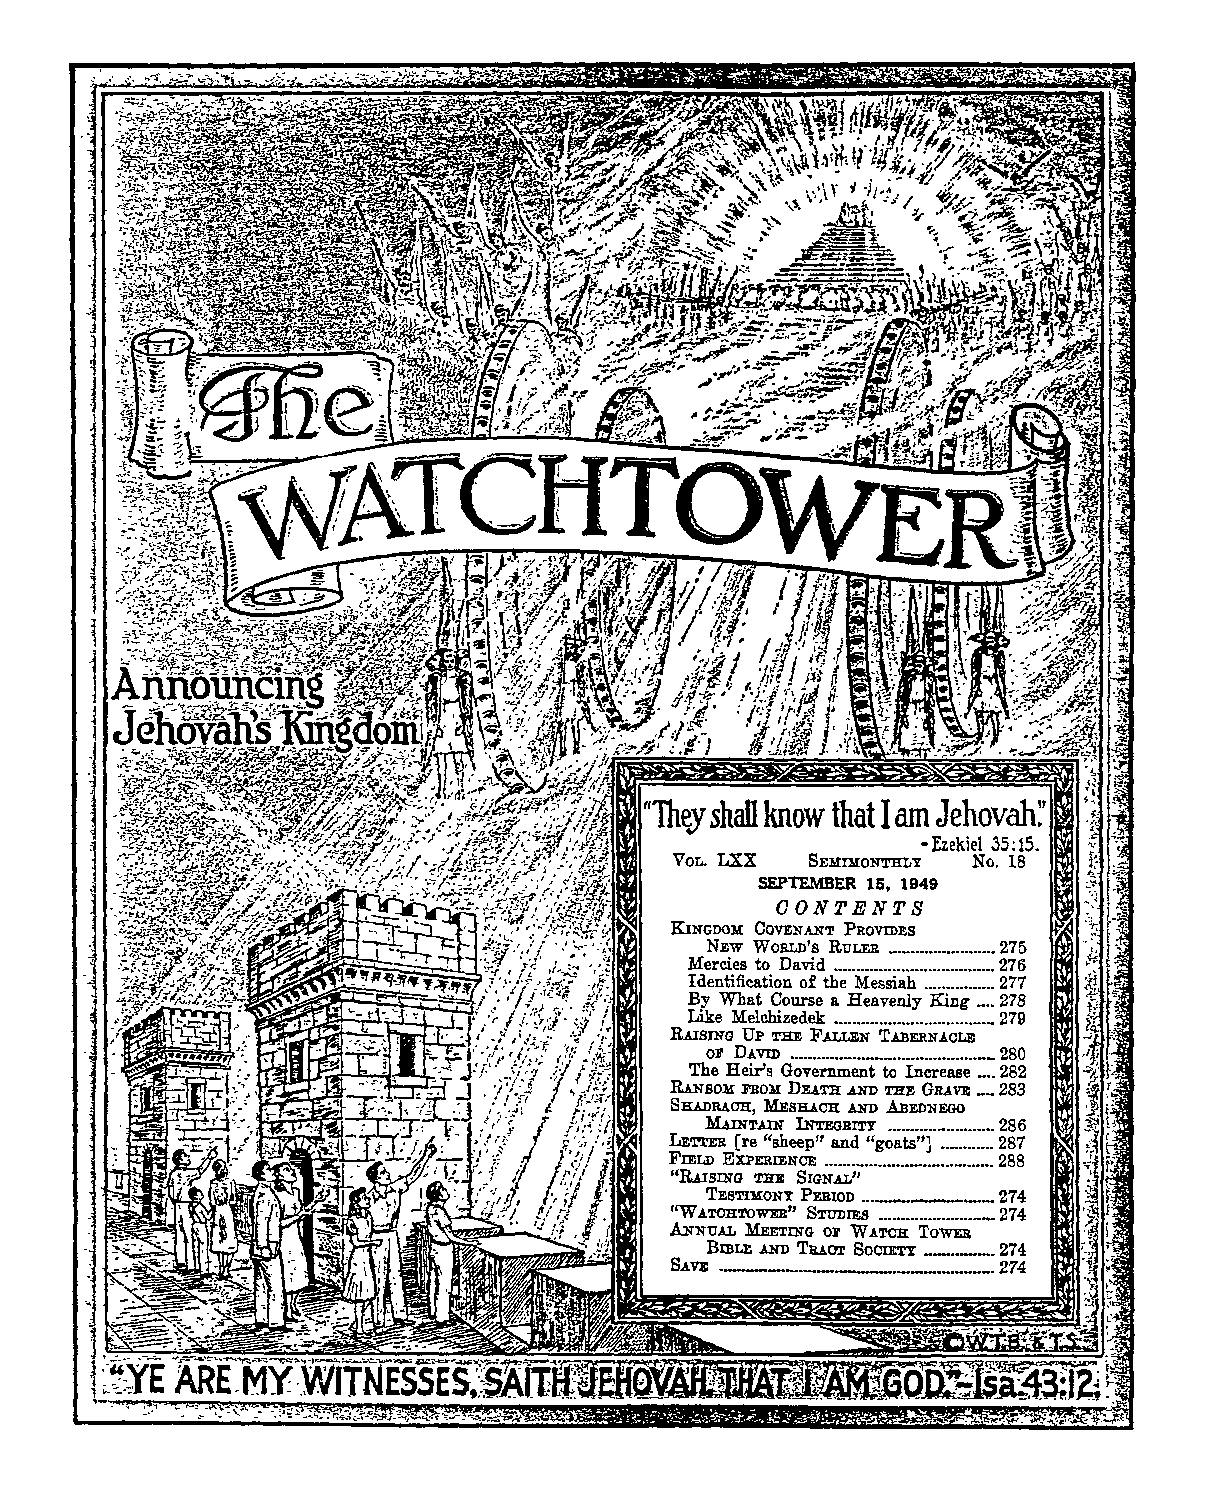 The
WATCHTOWER
Announcing
Jehovah's Kingdom
"They shall know that I am Jehovah."
-Ezekiel 35:15.
VOL. LXX SEMIMONTHLY No. 18
SEPTEMBER 15, 1949
CONTENTS
KINGDOM COVENANT PROVIDES
NEW WORLD'S RULER ........................ 275
Mercies to David .................................... 276
Identification of the Messiah ............... 277
By What Course a Heavenly King .... 278
Like Melchizedek .................................... 279
RAISING UP THE FALLEN TABERNACLE
OF DAVID .............................................. 280
The Heir's Government to Increase .... 282
RANSOM FROM DEATH AND THE GRAVE .... 283
SHADRACH, MESHACH AND ABEDNEGO
MAINTAIN INTEGRITY ........................ 286
LETTER [re "sheep" and "goats"] ............ 287
FIELD EXPERIENCE ...................................... 288
"RAISING THE SIGNAL"
TESTIMONY PERIOD .............................. 274
"WATCHTOWER" STUDIES .......................... 274
ANNUAL MEETING OF WATCH TOWER
BIBLE AND TRACT SOCIETY ................ 274
SAVE .............................................................. 274
©W.T.B. & T.S.
"YE ARE MY WITNESSES, SAITH JEHOVAH, THAT I AM GOD."-Isa.43:12.